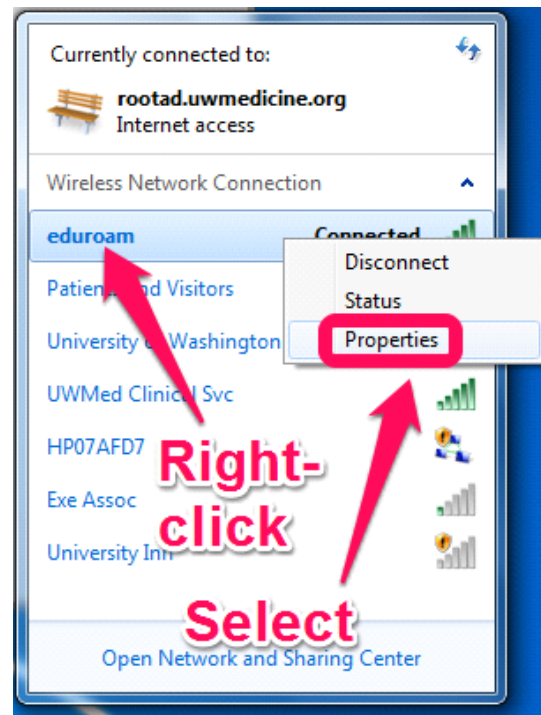 Currently connected to:
rootad.uwmedicine.org
Internet access
Wireless Network Connection
eduroam Connected
Disconnect
Patients and Visitors
Status
University of Washington
Properties
UWMed Clinical Svc
HP07AFD7
Right-
click
Exe Assoc
University Inn
Select
Open Network and Sharing Center